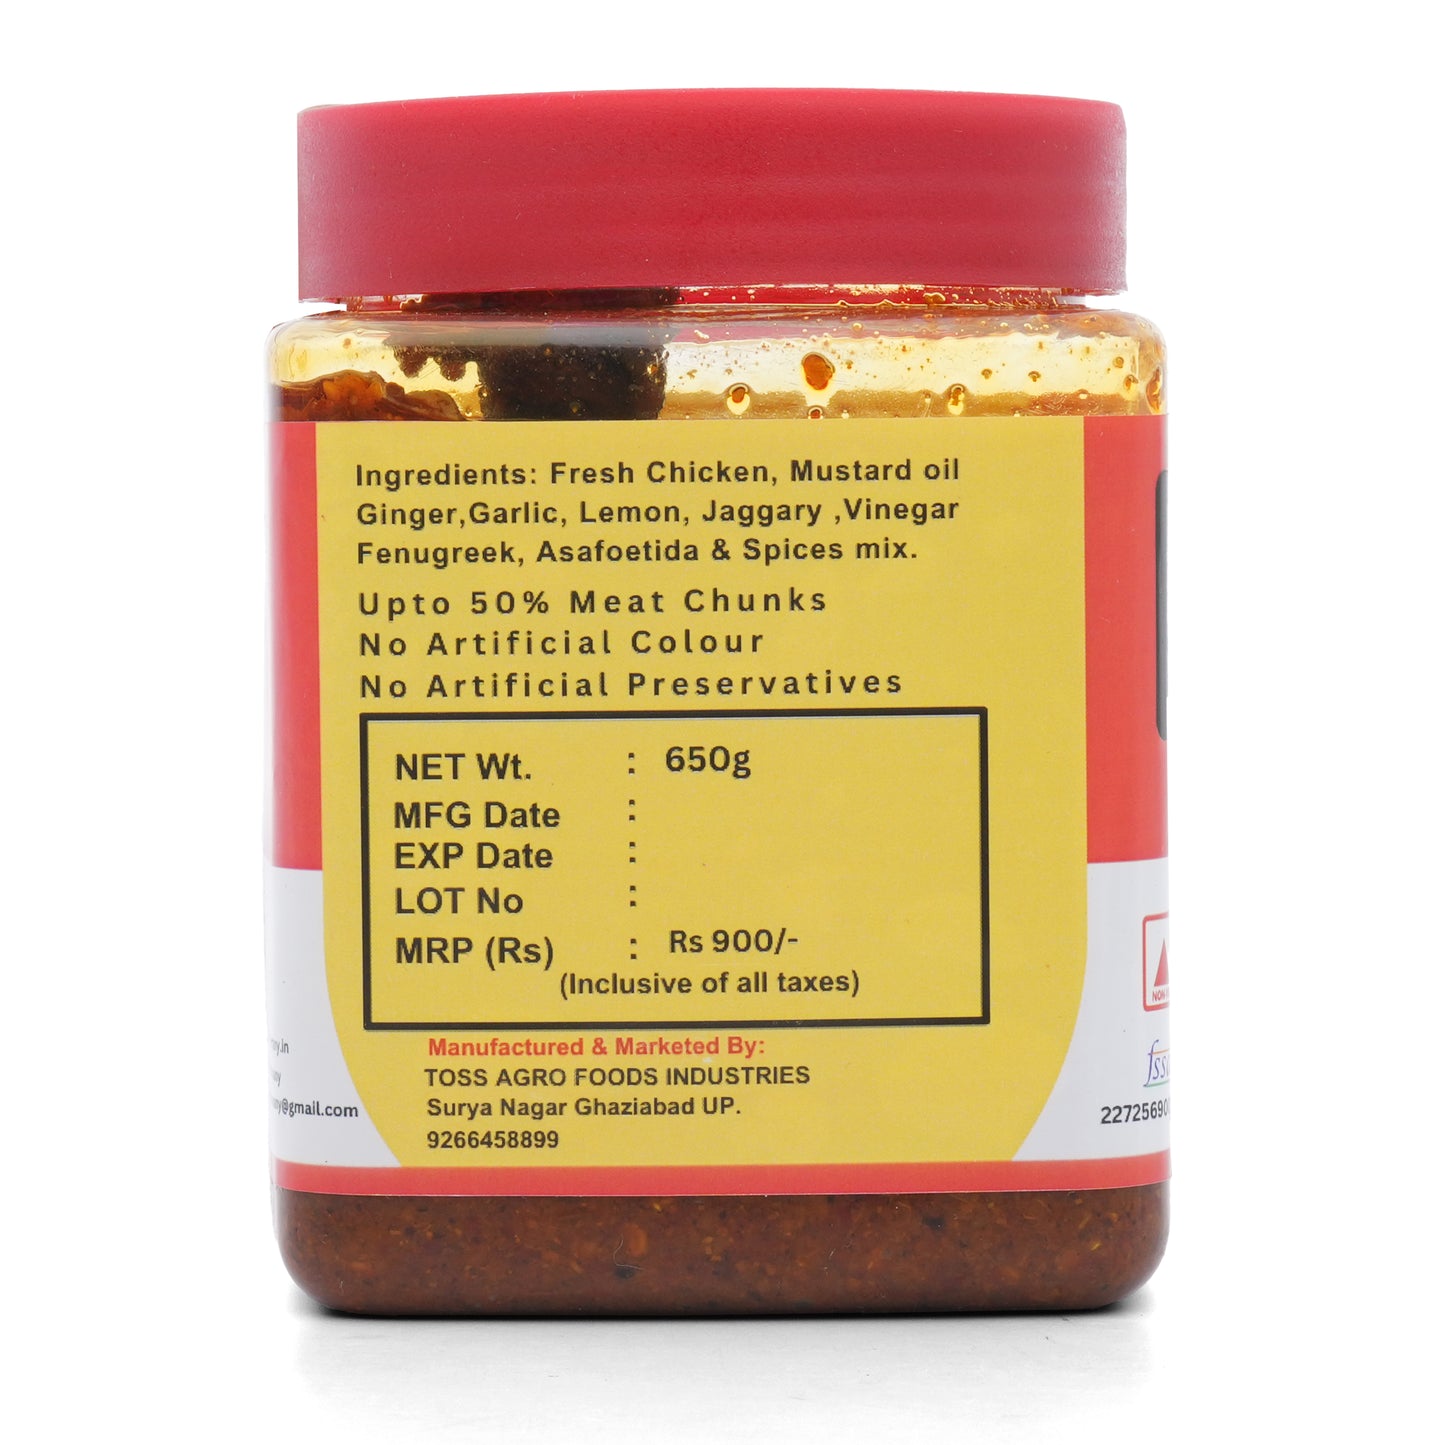 Ingredients: Fresh Chicken, Mustard oil
Ginger,Garlic, Lemon, Jaggary ,Vinegar
Fenugreek, Asafoetida & Spices mix.
Upto 50% Meat Chunks
No Artificial Colour
No Artificial Preservatives
NET Wt. : 650g
MFG Date :
EXP Date :
LOT No :
MRP (Rs) : Rs 900/-
(Inclusive of all taxes)
Manufactured & Marketed By:
TOSS AGRO FOODS INDUSTRIES
Surya Nagar Ghaziabad UP.
9266458899
@gmail.com